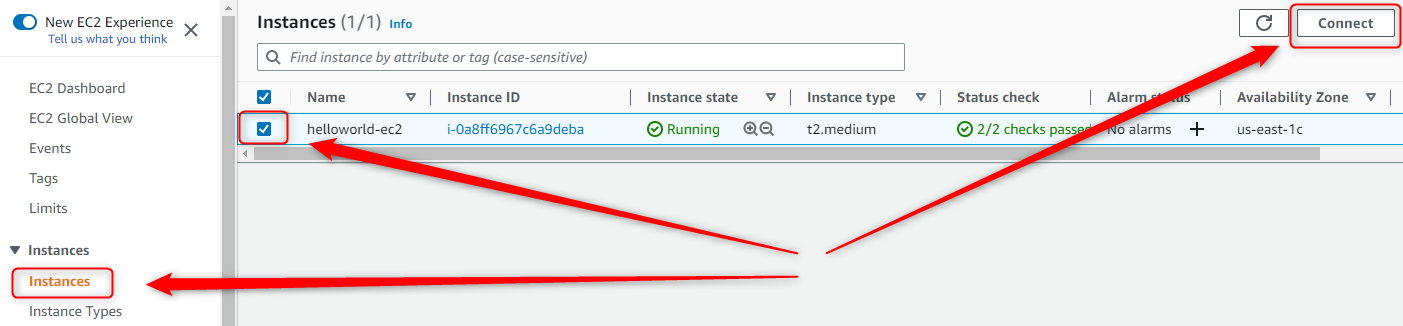 New EC2 Experience
Tell us what you think
EC2 Dashboard
EC2 Global View
Events
Tags
Limits
Instances
Instances
Instance Types
Instances (1/1) Info
Connect
Find instance by attribute or tag (case-sensitive)
Name Instance ID Instance state Instance type Status check Alarm status Availability Zone
helloworld-ec2 i-0a8ff6967c6a9deba Running t2.medium 2/2 checks passed No alarms us-east-1c